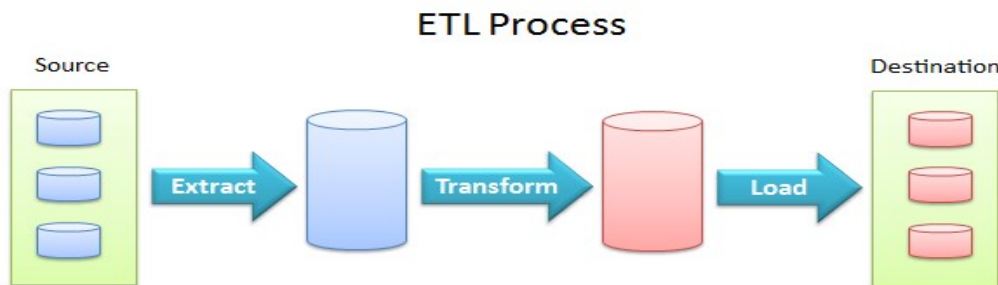 ETL Process
Source
Destination
Extract
Transform
Load